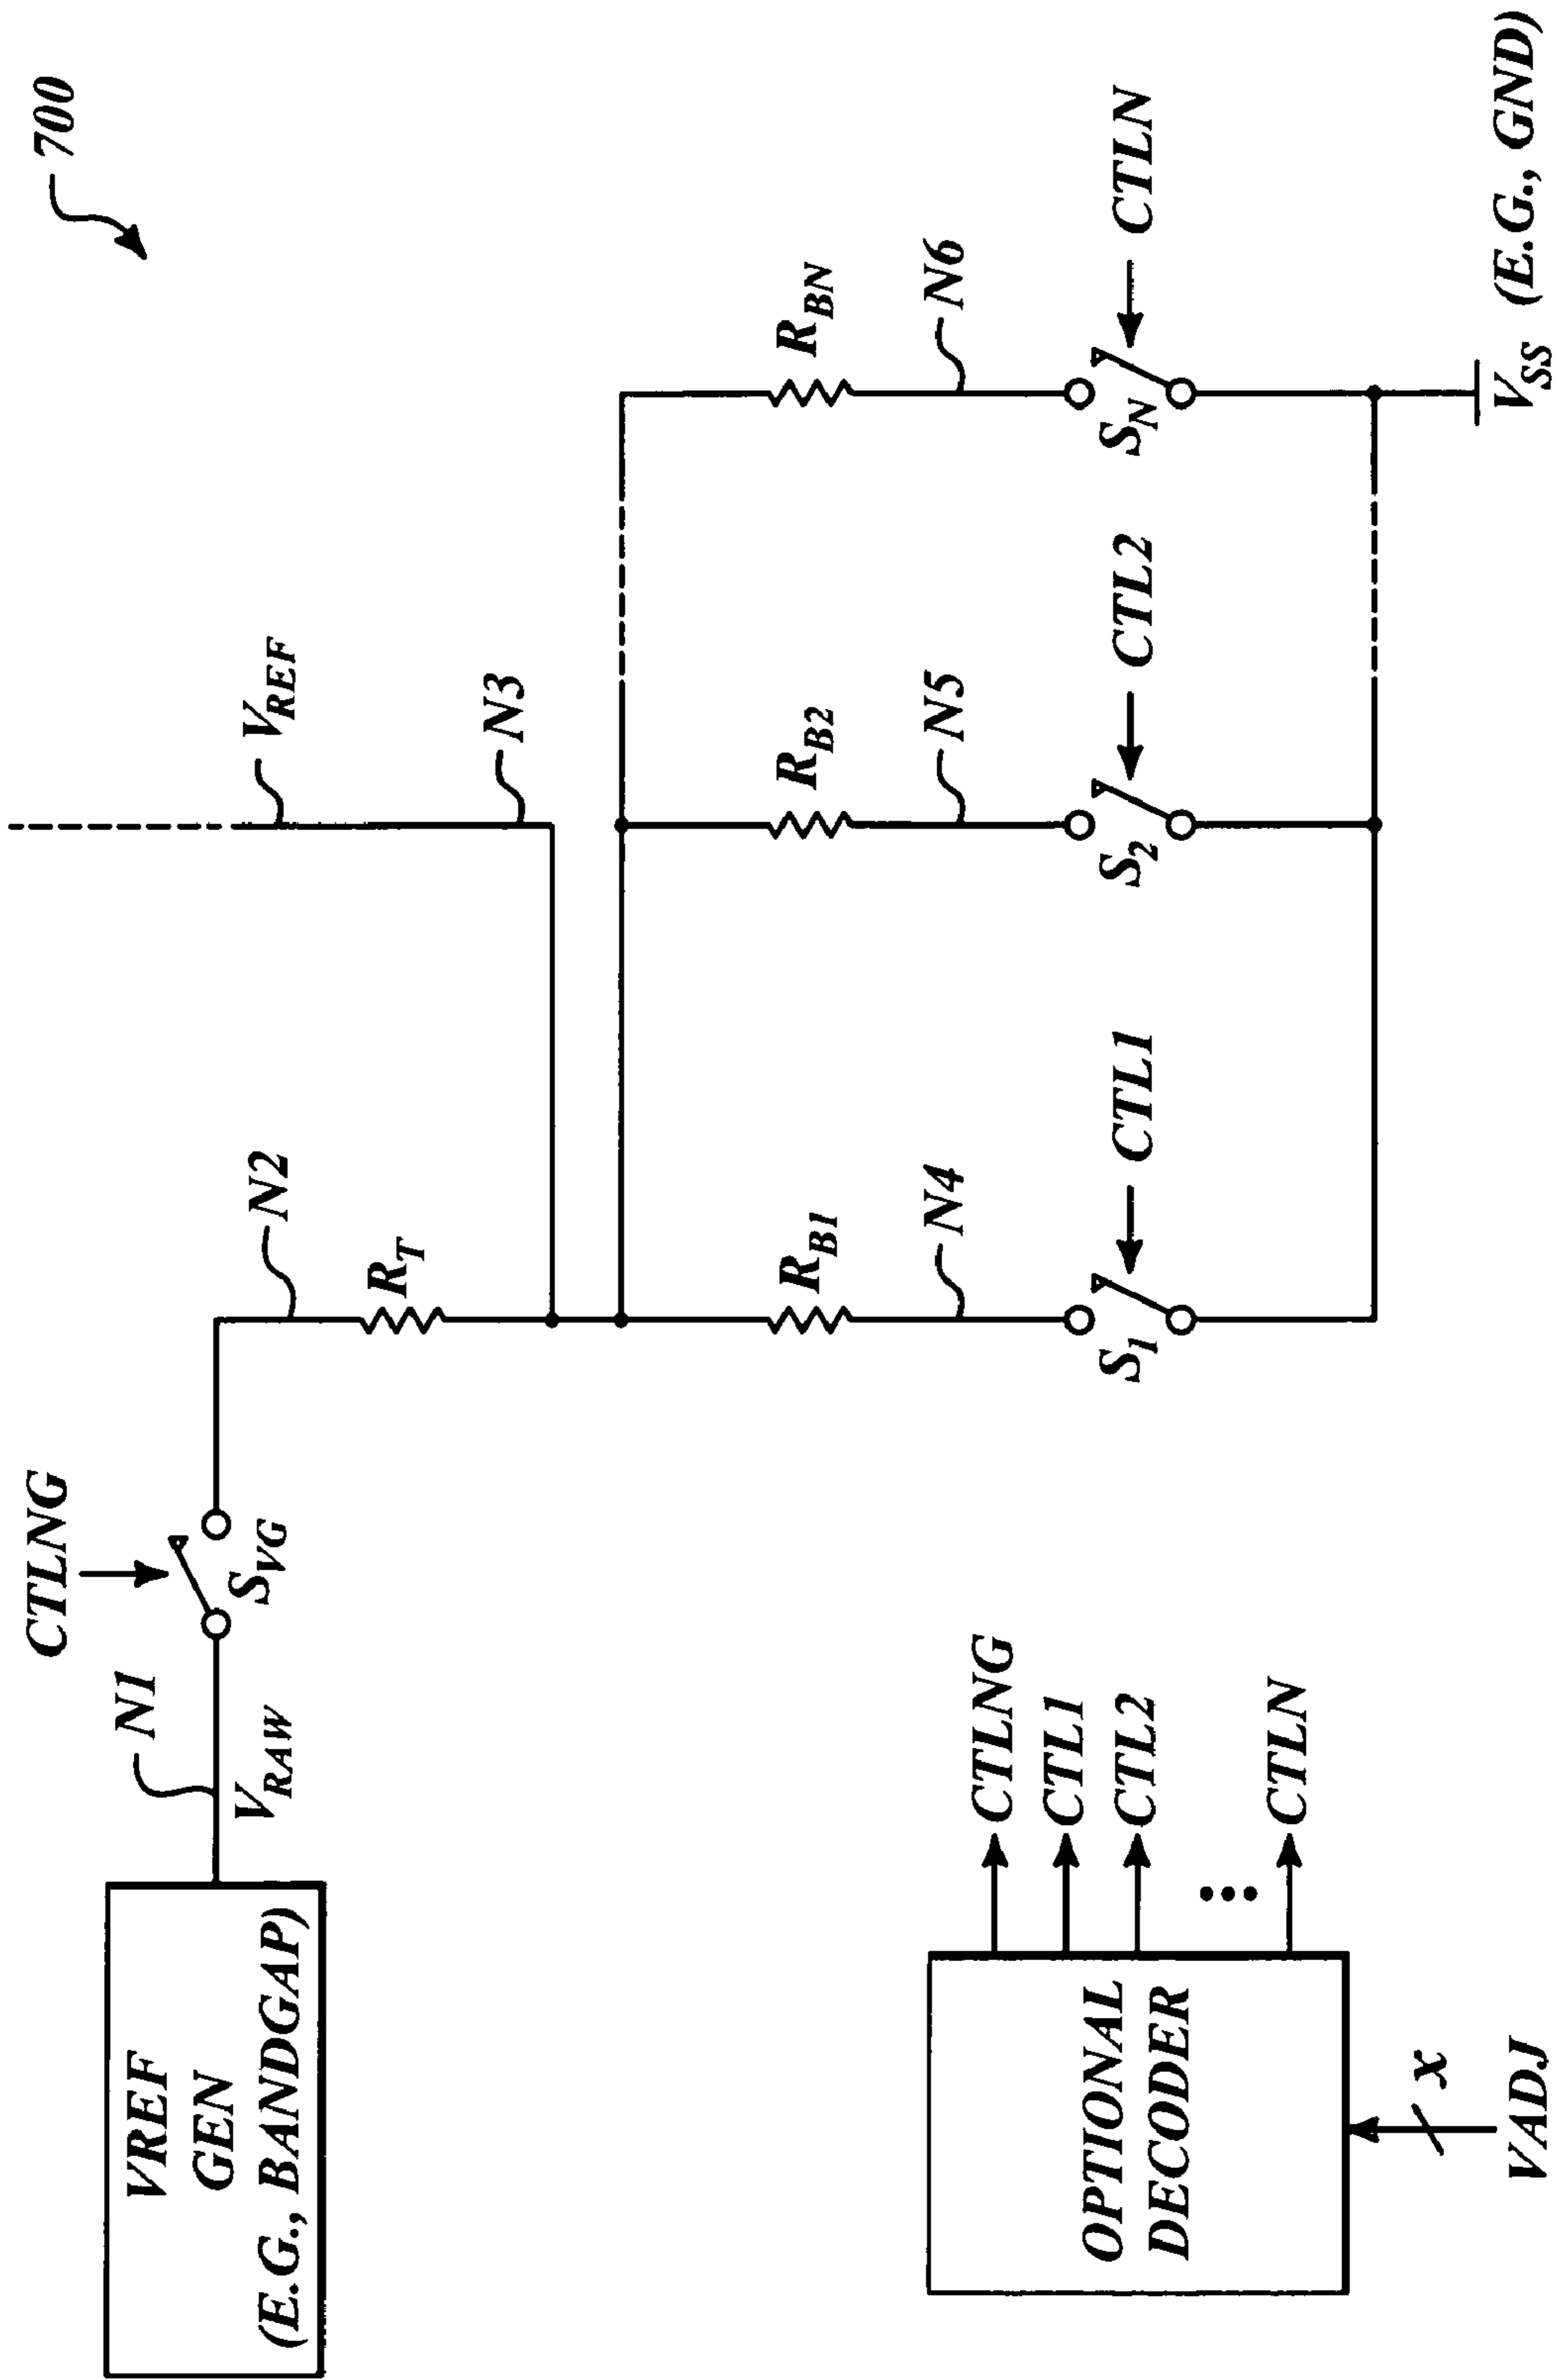 700
VREF
GEN
(E.G., BANDGAP)
N1
VRAW
CTLNG
SVG
N2
RT
VREF
N3
RB1
RB2
RBN
N4
N5
N6
S1
CTL1
S2
CTL2
SN
CTLN
VSS (E.G., GND)
OPTIONAL
DECODER
CTLNG
CTL1
CTL2
CTLN
x
VADJ